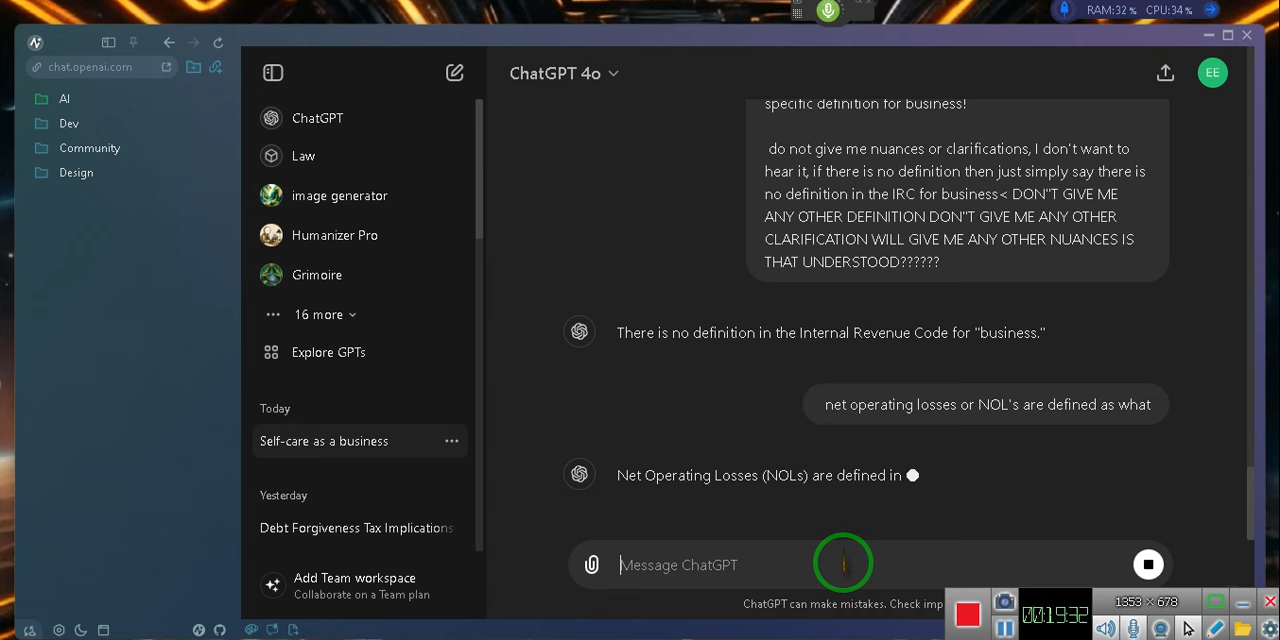 RAM:32% CPU:34%
chat.openai.com
AI
Dev
Community
Design
ChatGPT
Law
image generator
Humanizer Pro
Grimoire
16 more
Explore GPTs
Today
Self-care as a business
Yesterday
Debt Forgiveness Tax Implications
Add Team workspace
Collaborate on a Team plan
ChatGPT 4o
EE
specific definition for business!
do not give me nuances or clarifications, I don't want to
hear it, if there is no definition then just simply say there is
no definition in the IRC for business< DON"T GIVE ME
ANY OTHER DEFINITION DON"T GIVE ME ANY OTHER
CLARIFICATION WILL GIVE ME ANY OTHER NUANCES IS
THAT UNDERSTOOD??????
There is no definition in the Internal Revenue Code for "business."
net operating losses or NOL's are defined as what
Net Operating Losses (NOLs) are defined in
Message ChatGPT
ChatGPT can make mistakes. Check imp
00:19:32
1353 × 678